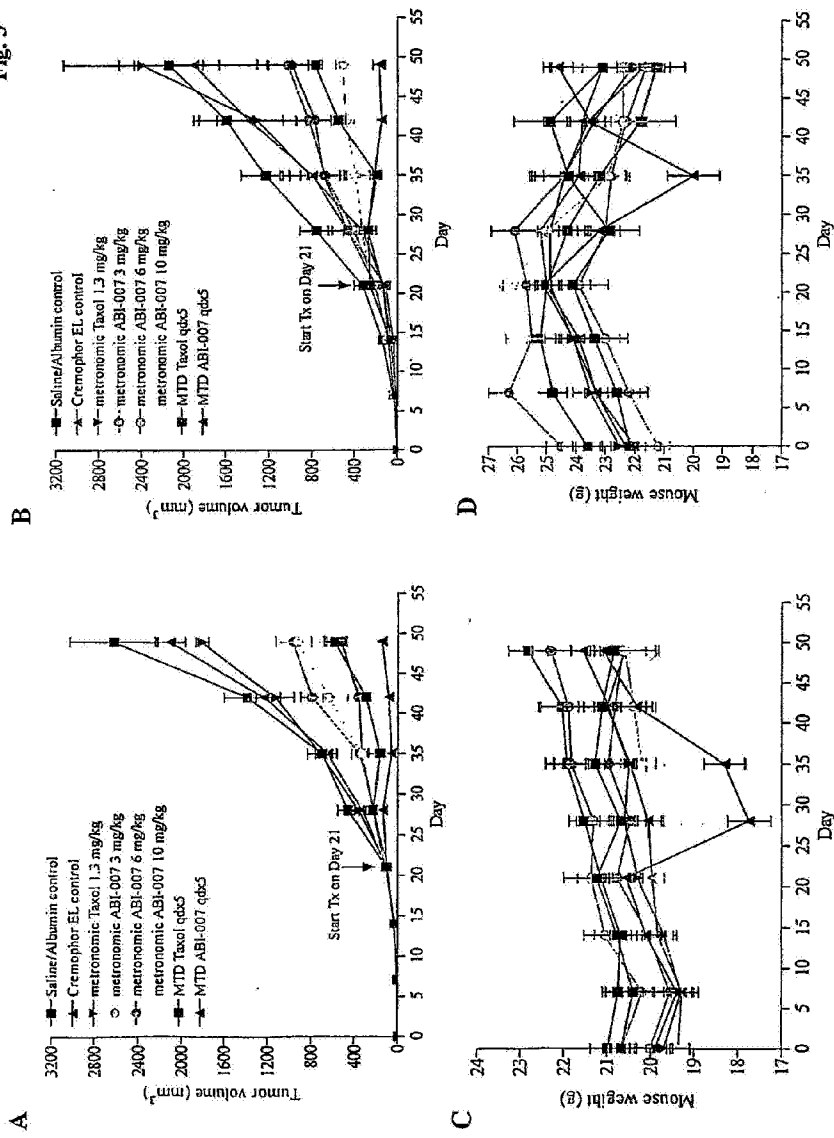 Fig. 5
A
Tumor volume (mm3)
3200
2800
2400
2000
1600
1200
800
400
0
Saline/Albumin control
Cremophor EL control
metronomic Taxol 1.3 mg/kg
metronomic ABI-007 3 mg/kg
metronomic ABI-007 6 mg/kg
metronomic ABI-007 10 mg/kg
MTD Taxol qdx5
MTD ABI-007 qdx5
Start Tx on Day 21
0 5 10 15 20 25 30 35 40 45 50 55
Day
B
Tumor volume (mm3)
3200
2800
2400
2000
1600
1200
800
400
0
Saline/Albumin control
Cremophor EL control
metronomic Taxol 1.3 mg/kg
metronomic ABI-007 3 mg/kg
metronomic ABI-007 6 mg/kg
metronomic ABI-007 10 mg/kg
MTD Taxol qdx5
MTD ABI-007 qdx5
Start Tx on Day 21
0 5 10 15 20 25 30 35 40 45 50 55
Day
C
Mouse wegiht (g)
24
23
22
21
20
19
18
17
0 5 10 15 20 25 30 35 40 45 50 55
Day
D
Mouse weight (g)
27
26
25
24
23
22
21
20
19
18
17
0 5 10 15 20 25 30 35 40 45 50 55
Day